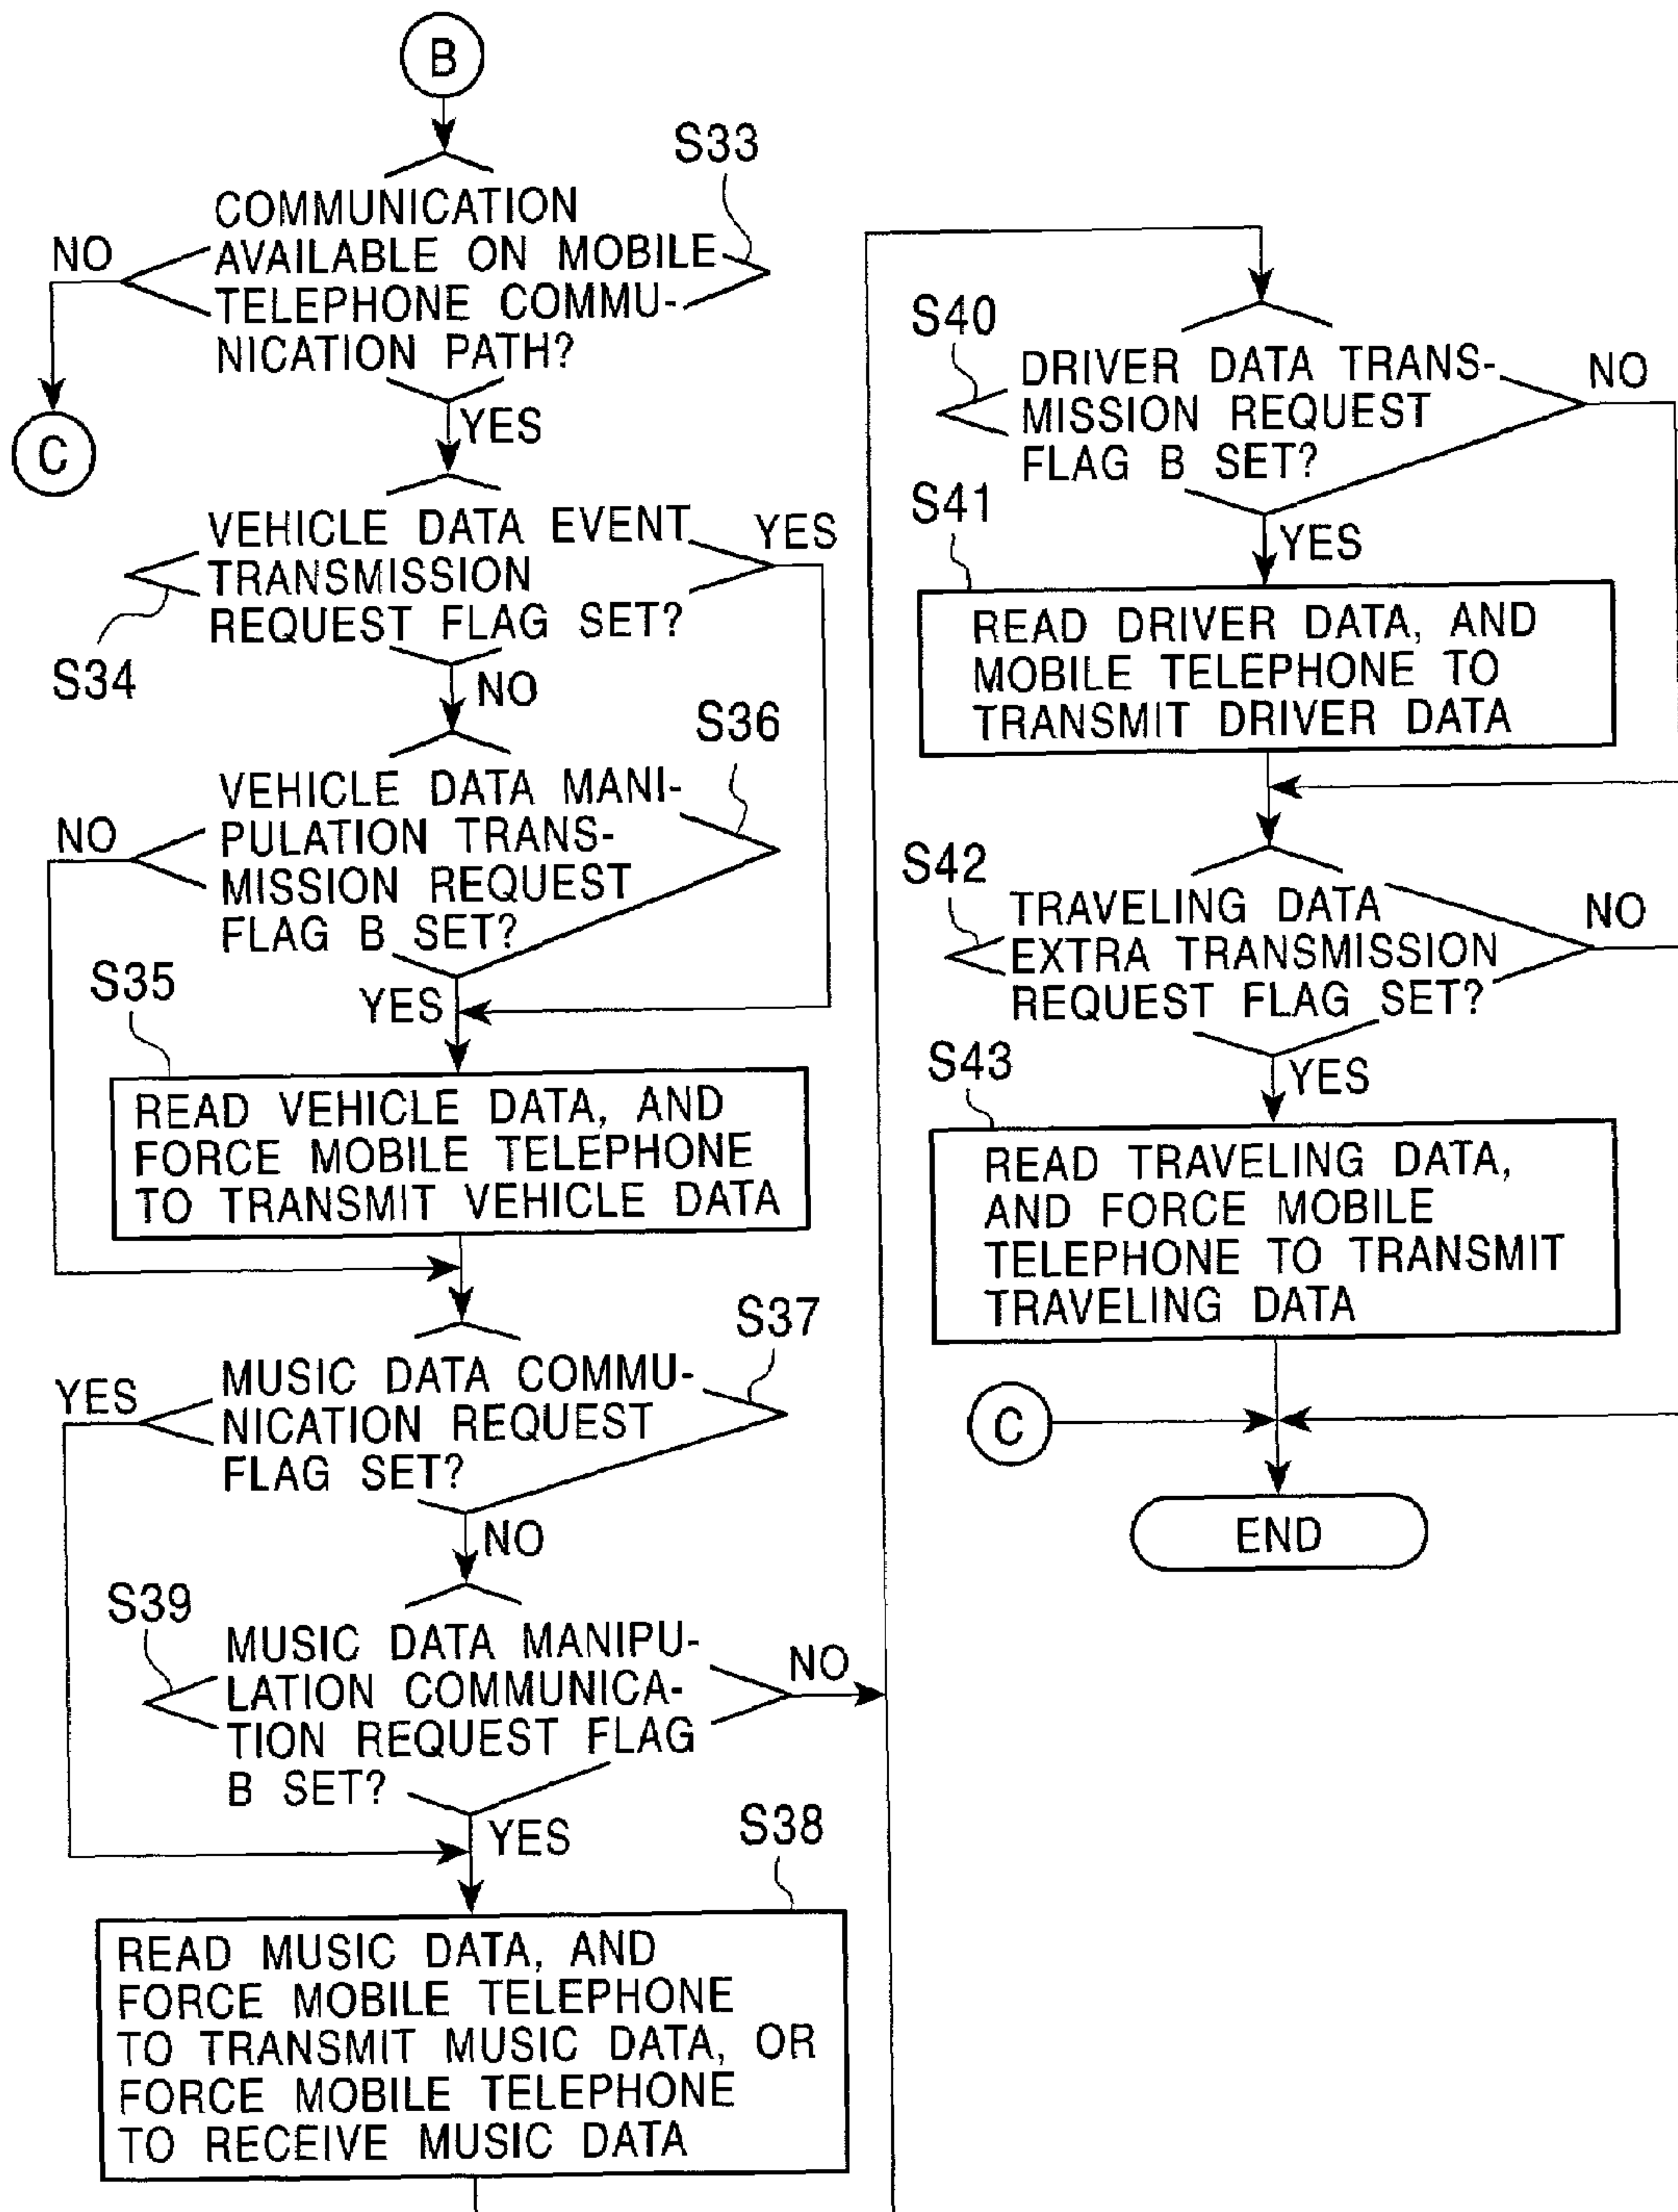 B
S33
COMMUNICATION
AVAILABLE ON MOBILE
TELEPHONE COMMU-
NICATION PATH?
NO
YES
C
VEHICLE DATA EVENT
TRANSMISSION
REQUEST FLAG SET?
YES
S34
NO
S36
VEHICLE DATA MANI-
PULATION TRANS-
MISSION REQUEST
FLAG B SET?
NO
S35
YES
READ VEHICLE DATA, AND
FORCE MOBILE TELEPHONE
TO TRANSMIT VEHICLE DATA
S37
MUSIC DATA COMMU-
NICATION REQUEST
FLAG SET?
YES
NO
S39
MUSIC DATA MANIPU-
LATION COMMUNICA-
TION REQUEST FLAG
B SET?
NO
YES
S38
READ MUSIC DATA, AND
FORCE MOBILE TELEPHONE
TO TRANSMIT MUSIC DATA, OR
FORCE MOBILE TELEPHONE
TO RECEIVE MUSIC DATA
S40
DRIVER DATA TRANS-
MISSION REQUEST
FLAG B SET?
NO
S41
YES
READ DRIVER DATA, AND
MOBILE TELEPHONE TO
TRANSMIT DRIVER DATA
S42
TRAVELING DATA
EXTRA TRANSMISSION
REQUEST FLAG SET?
NO
S43
YES
READ TRAVELING DATA,
AND FORCE MOBILE
TELEPHONE TO TRANSMIT
TRAVELING DATA
C
END